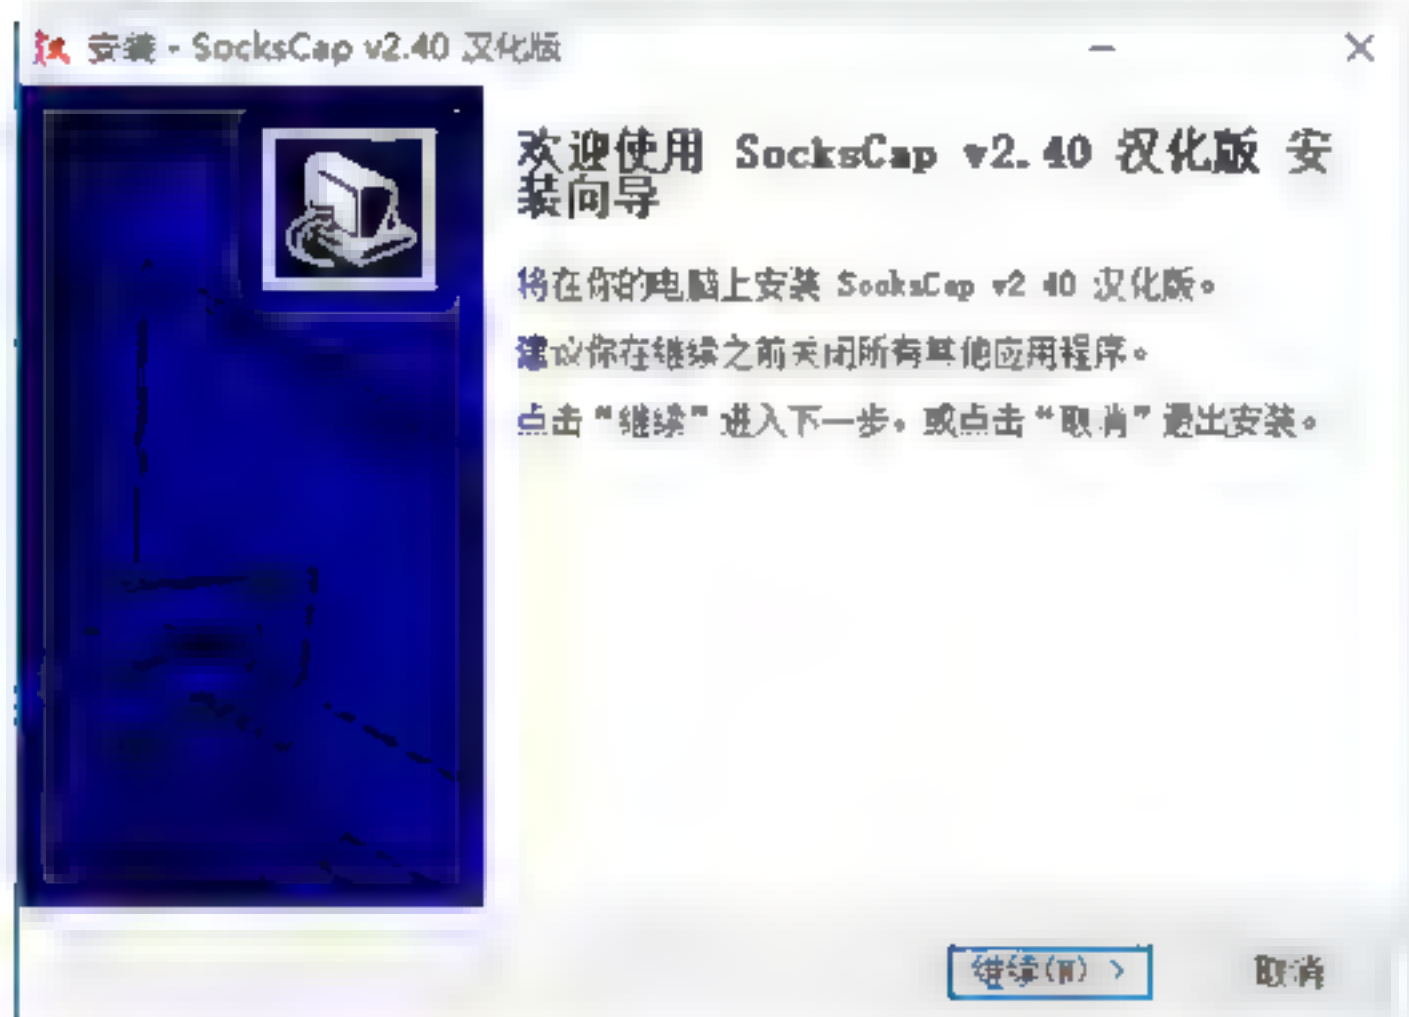 安装 - SocksCap v2.40 汉化版
欢迎使用 SocksCap v2.40 汉化版 安
装向导
将在你的电脑上安装 SocksCap v2.40 汉化版。
建议你在继续之前关闭所有其他应用程序。
点击“继续”进入下一步，或点击“取消”退出安装。
继续(N) >
取消